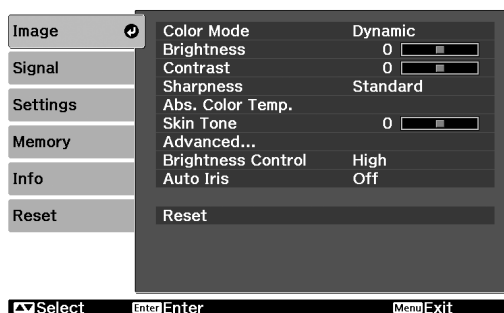 Image
Signal
Settings
Memory
Info
Reset
Color Mode Dynamic
Brightness 0
Contrast 0
Sharpness Standard
Abs. Color Temp.
Skin Tone 0
Advanced...
Brightness Control High
Auto Iris Off
Reset
Select Enter Enter Menu Exit